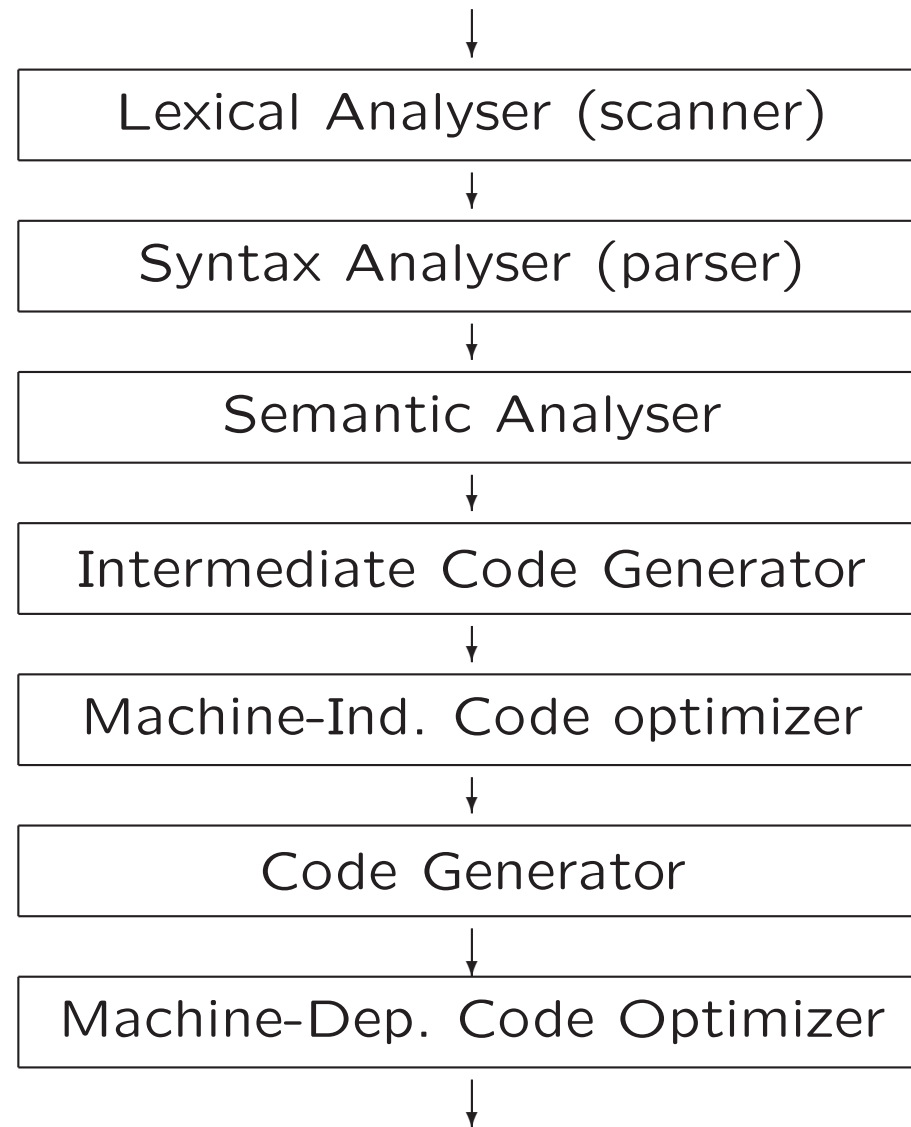 Lexical Analyser (scanner)
Syntax Analyser (parser)
Semantic Analyser
Intermediate Code Generator
Machine-Ind. Code optimizer
Code Generator
Machine-Dep. Code Optimizer